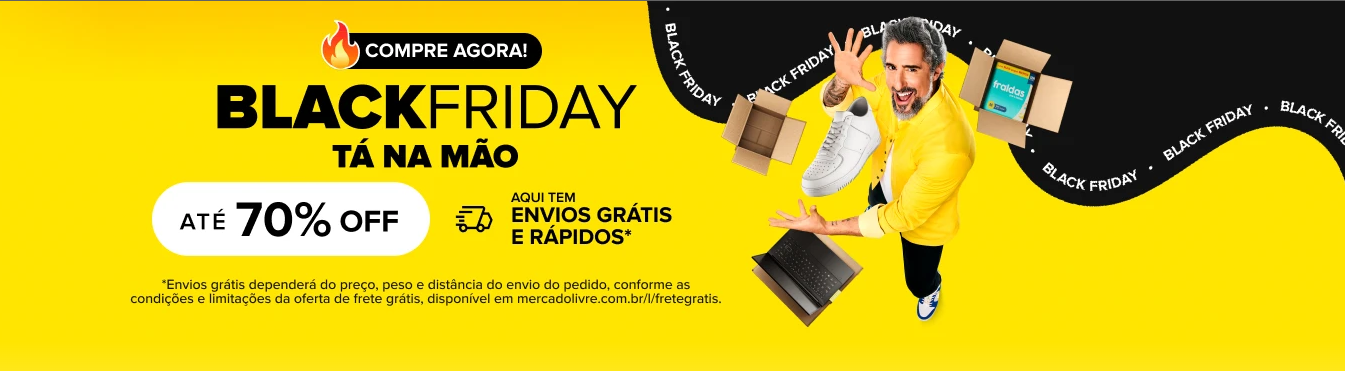 COMPRE AGORA!
BLACKFRIDAY
TÁ NA MÃO
ATÉ 70% OFF
AQUI TEM
ENVIOS GRÁTIS
E RÁPIDOS*
*Envios grátis dependerá do preço, peso e distância do envio do pedido, conforme as
condições e limitações da oferta de frete grátis, disponível em mercadolivre.com.br/l/fretegratis.
BLACK FRIDAY
BLACK FRIDAY
BLACK FRIDAY
fraldas
BLACK FRIDAY
BLACK FRIDAY
BLACK FRI